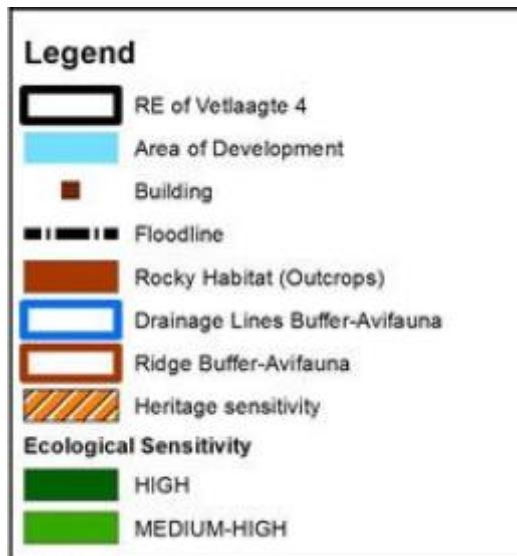 Legend
RE of Vetlaagte 4
Area of Development
Building
Floodline
Rocky Habitat (Outcrops)
Drainage Lines Buffer-Avifauna
Ridge Buffer-Avifauna
Heritage sensitivity
Ecological Sensitivity
HIGH
MEDIUM-HIGH